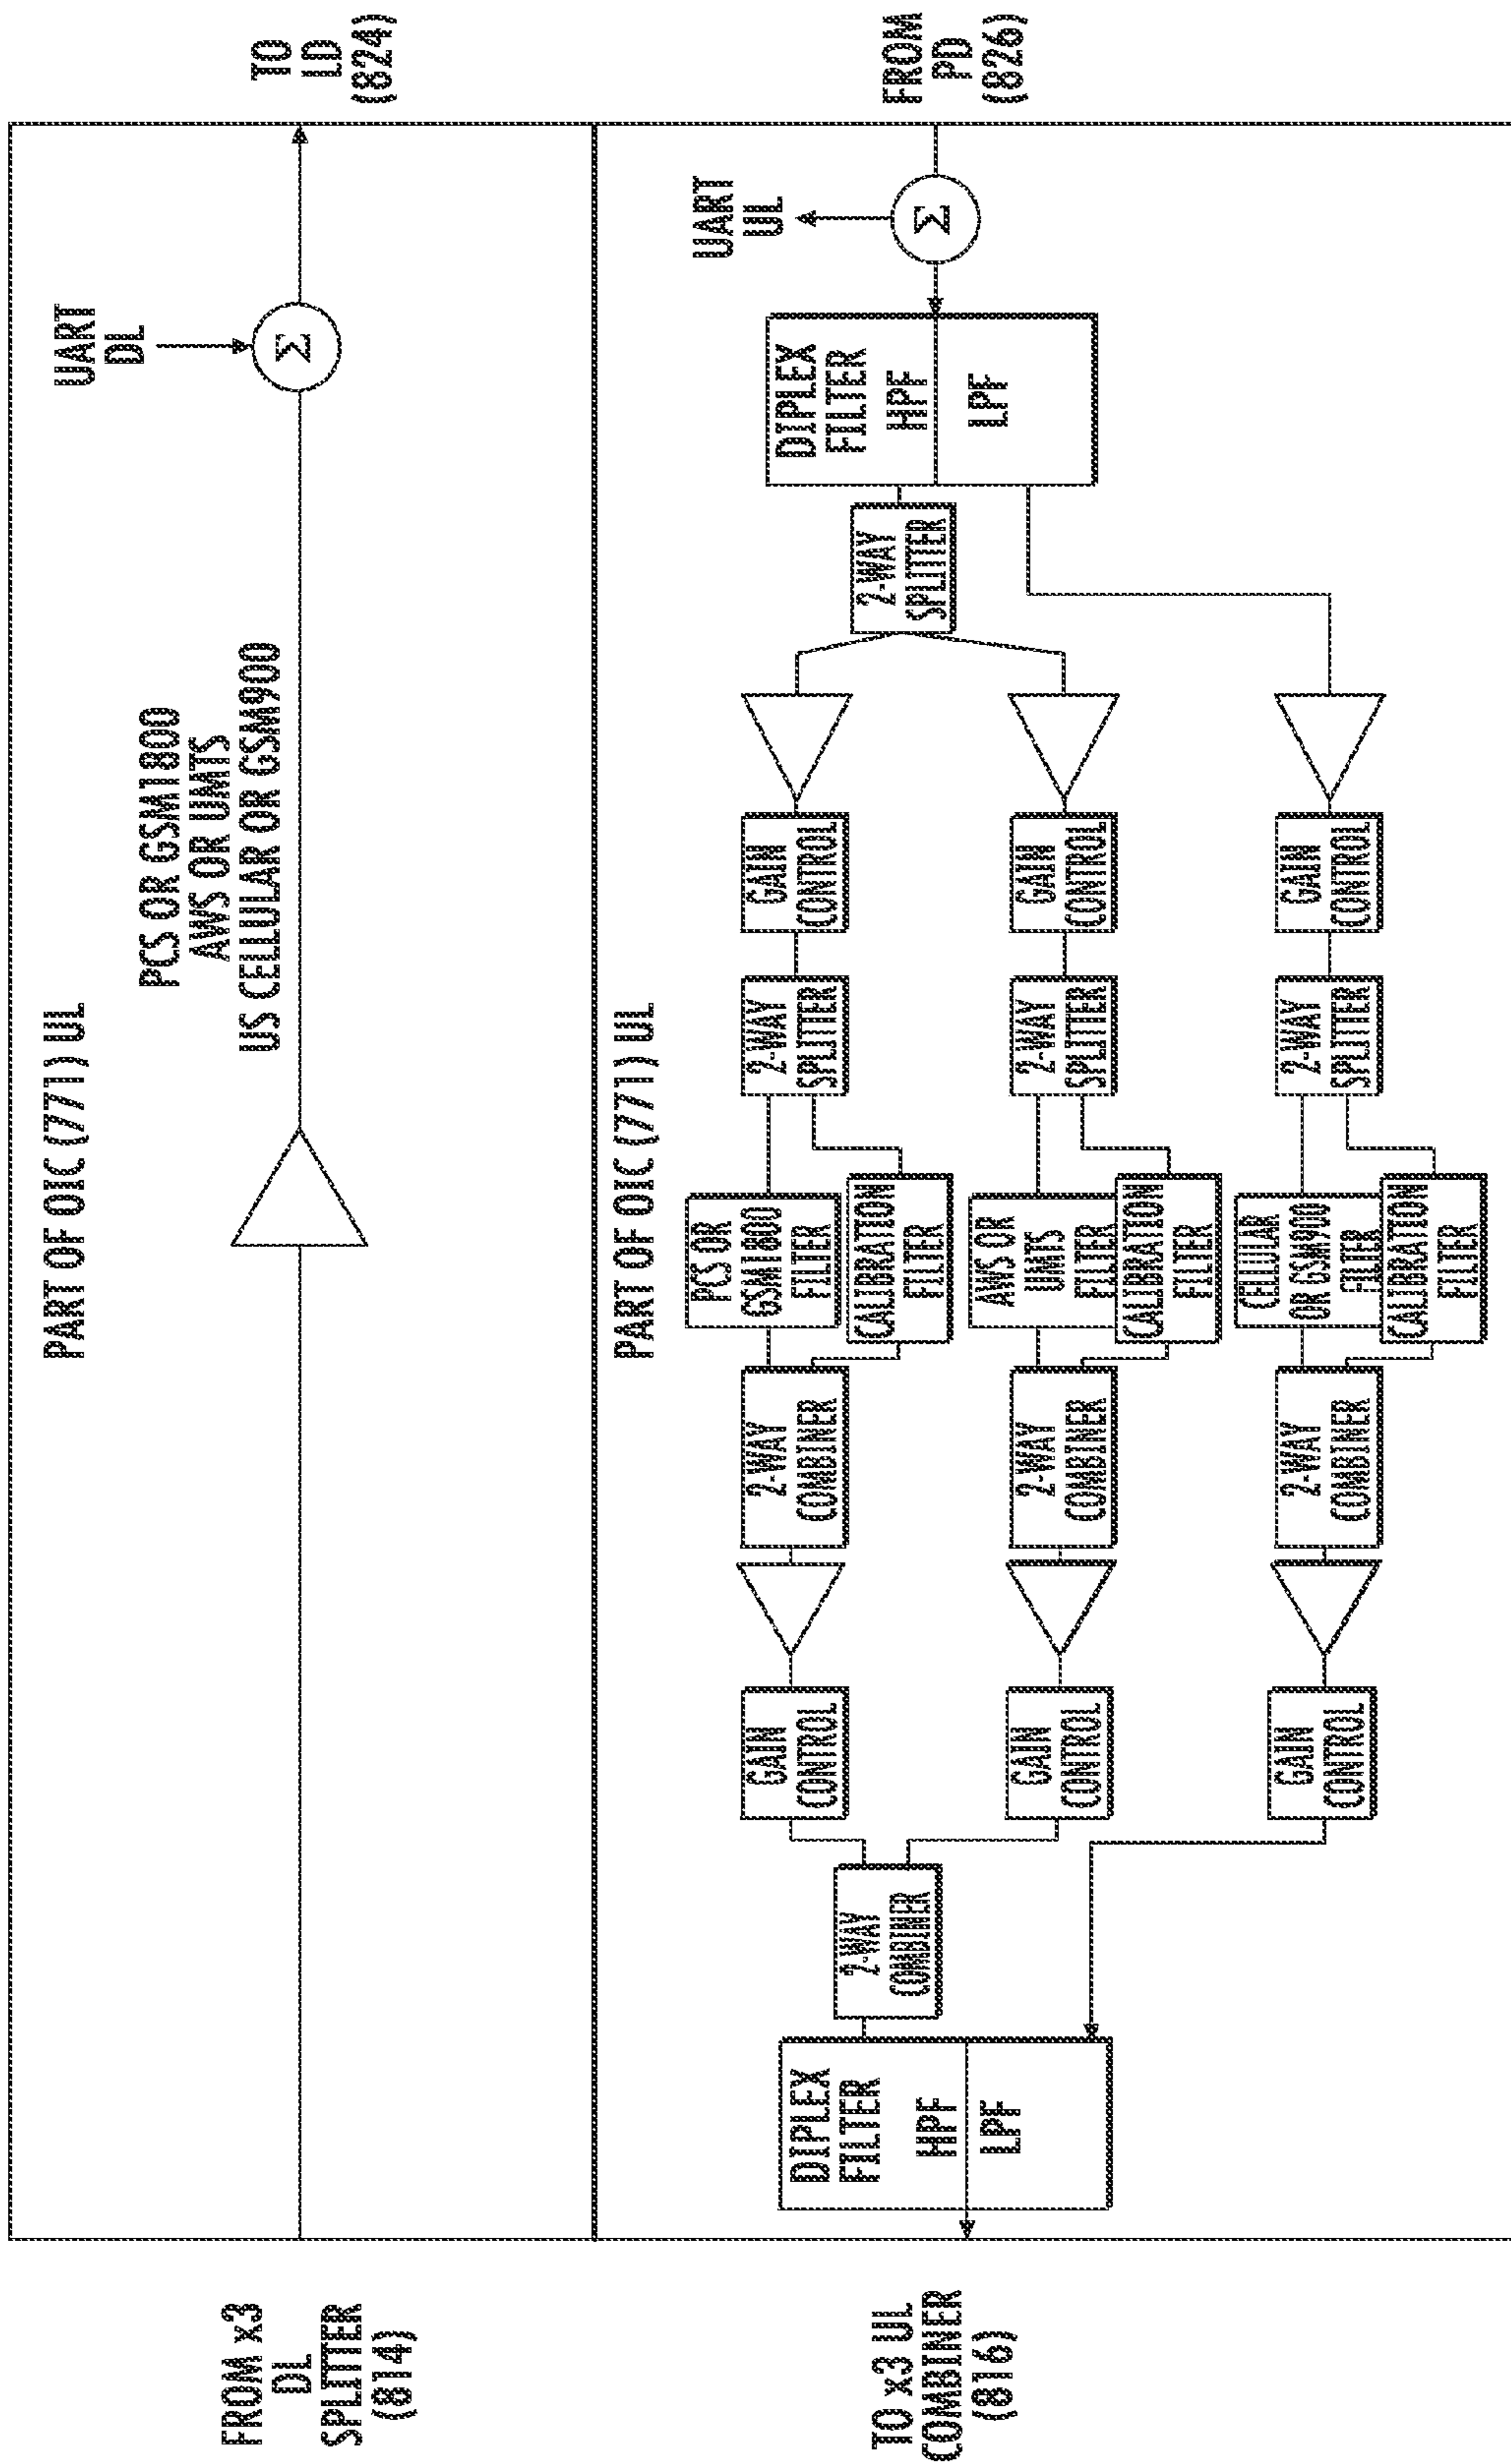 PART OF OIC (771) UL
FROM x3
DL
SPLITTER
(814)
PCS OR GSM1800
AWS OR UMTS
US CELLULAR OR GSM900
UART
DL
Σ
TO
LD
(824)
PART OF OIC (771) UL
TO x3 UL
COMBINER
(816)
DIPLEX
FILTER
HPF
LPF
2-WAY
COMBINER
GAIN
CONTROL
2-WAY
COMBINER
PCS OR
GSM1800
FILTER
CALIBRATION
FILTER
2-WAY
SPLITTER
GAIN
CONTROL
GAIN
CONTROL
2-WAY
COMBINER
AWS OR
UMTS
FILTER
CALIBRATION
FILTER
2-WAY
SPLITTER
GAIN
CONTROL
GAIN
CONTROL
2-WAY
COMBINER
CELLULAR
OR GSM900
FILTER
CALIBRATION
FILTER
2-WAY
SPLITTER
GAIN
CONTROL
2-WAY
SPLITTER
DIPLEX
FILTER
HPF
LPF
UART
UL
Σ
FROM
PD
(826)